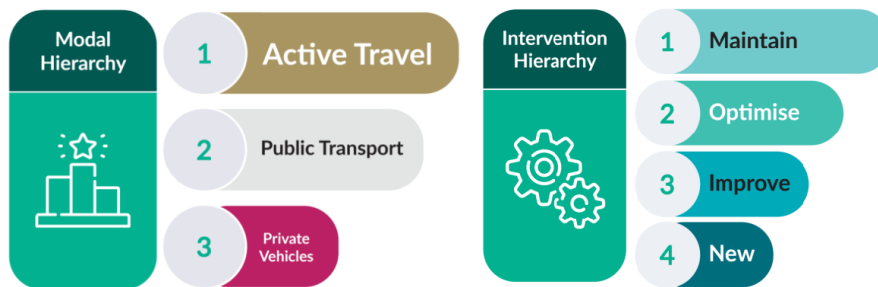 Modal
Hierarchy
1
Active Travel
2
Public Transport
3
Private
Vehicles
Intervention
Hierarchy
1
Maintain
2
Optimise
3
Improve
4
New